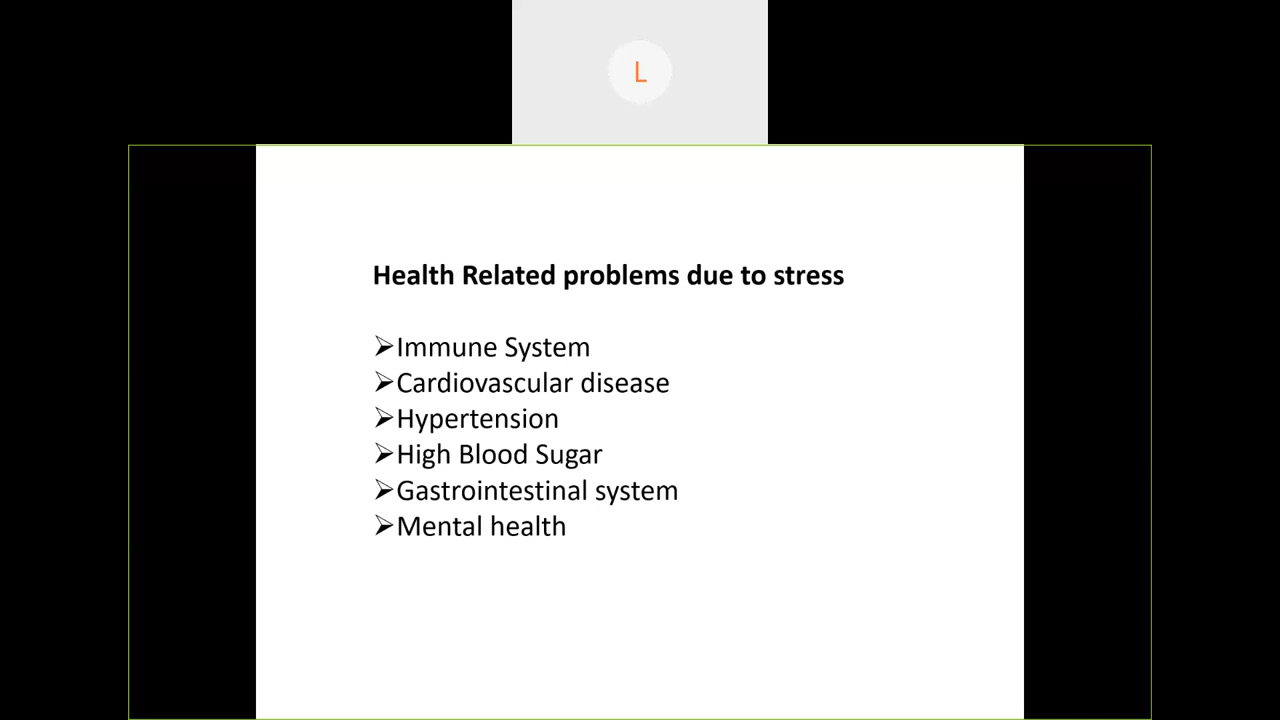 L
Health Related problems due to stress
➢Immune System
➢Cardiovascular disease
➢Hypertension
➢High Blood Sugar
➢Gastrointestinal system
➢Mental health